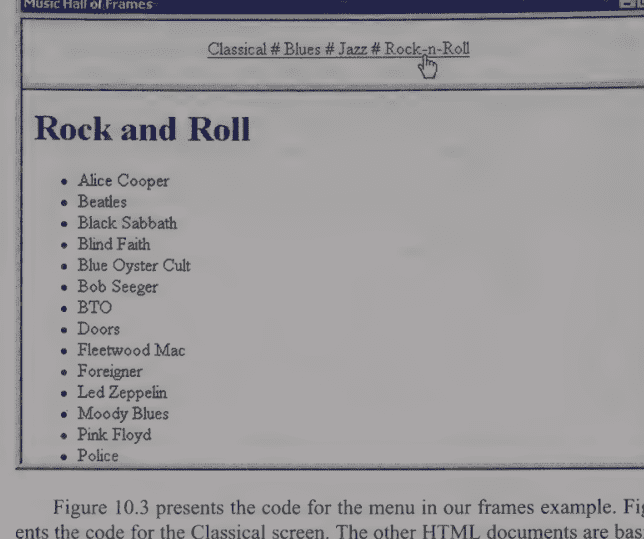 Music Hall of Frames
Classical # Blues # Jazz # Rock-n-Roll
Rock and Roll
• Alice Cooper
• Beatles
• Black Sabbath
• Blind Faith
• Blue Oyster Cult
• Bob Seeger
• BTO
• Doors
• Fleetwood Mac
• Foreigner
• Led Zeppelin
• Moody Blues
• Pink Floyd
• Police
Figure 10.3 presents the code for the menu in our frames example. Fig
ents the code for the Classical screen. The other HTML documents are bas